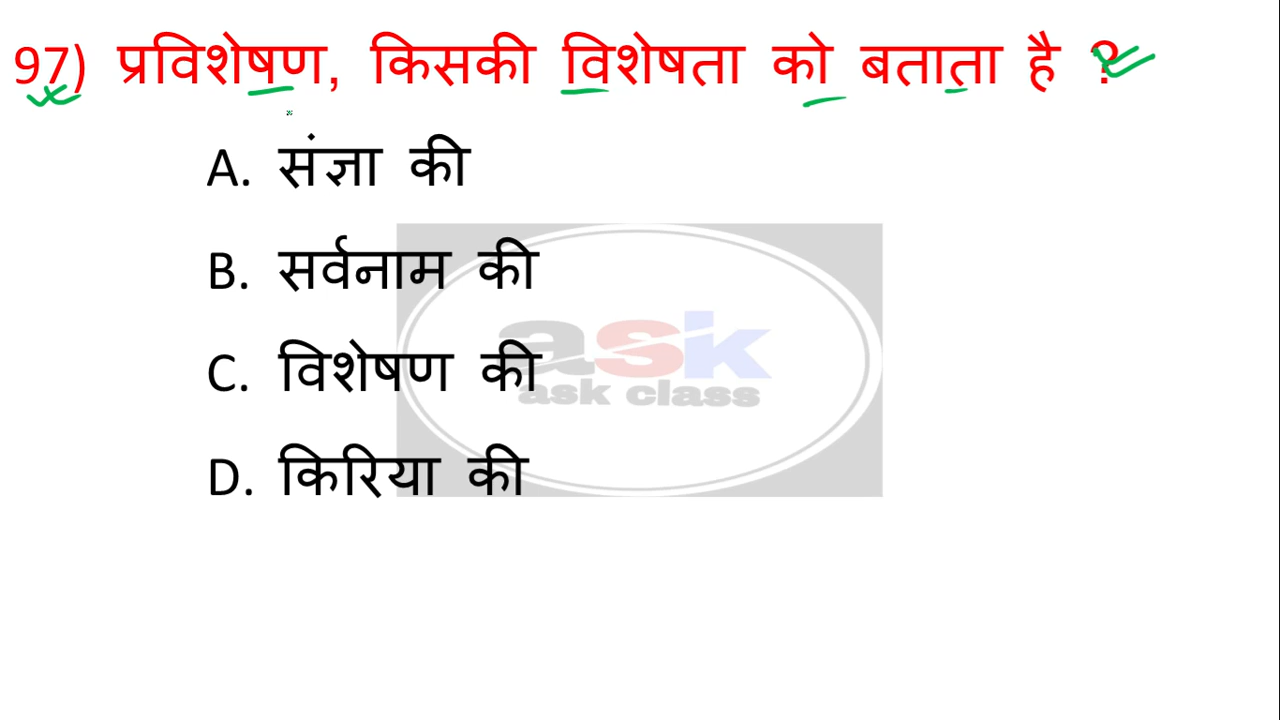 97) प्रविशेषण, किसकी विशेषता को बताता है ?
A. संज्ञा की
B. सर्वनाम की
ask
C. विशेषण की
ask class
D. किरिया की